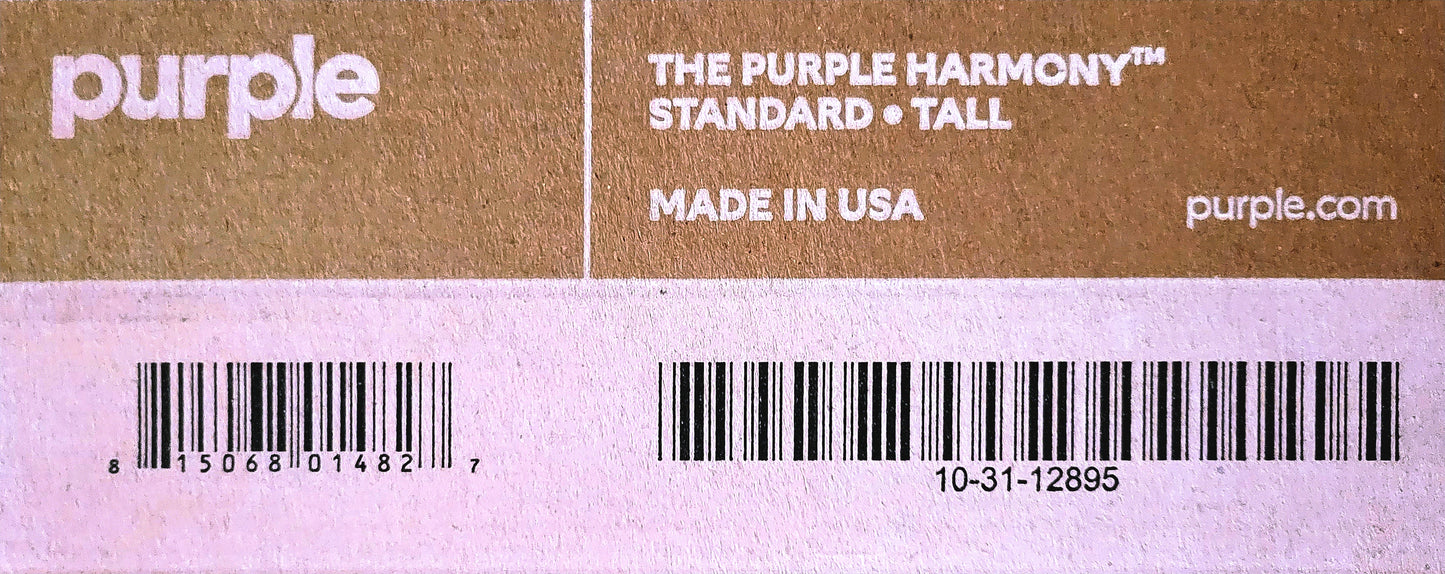 purple
THE PURPLE HARMONY™
STANDARD • TALL
MADE IN USA
purple.com
8 15068 01482 7
10-31-12895